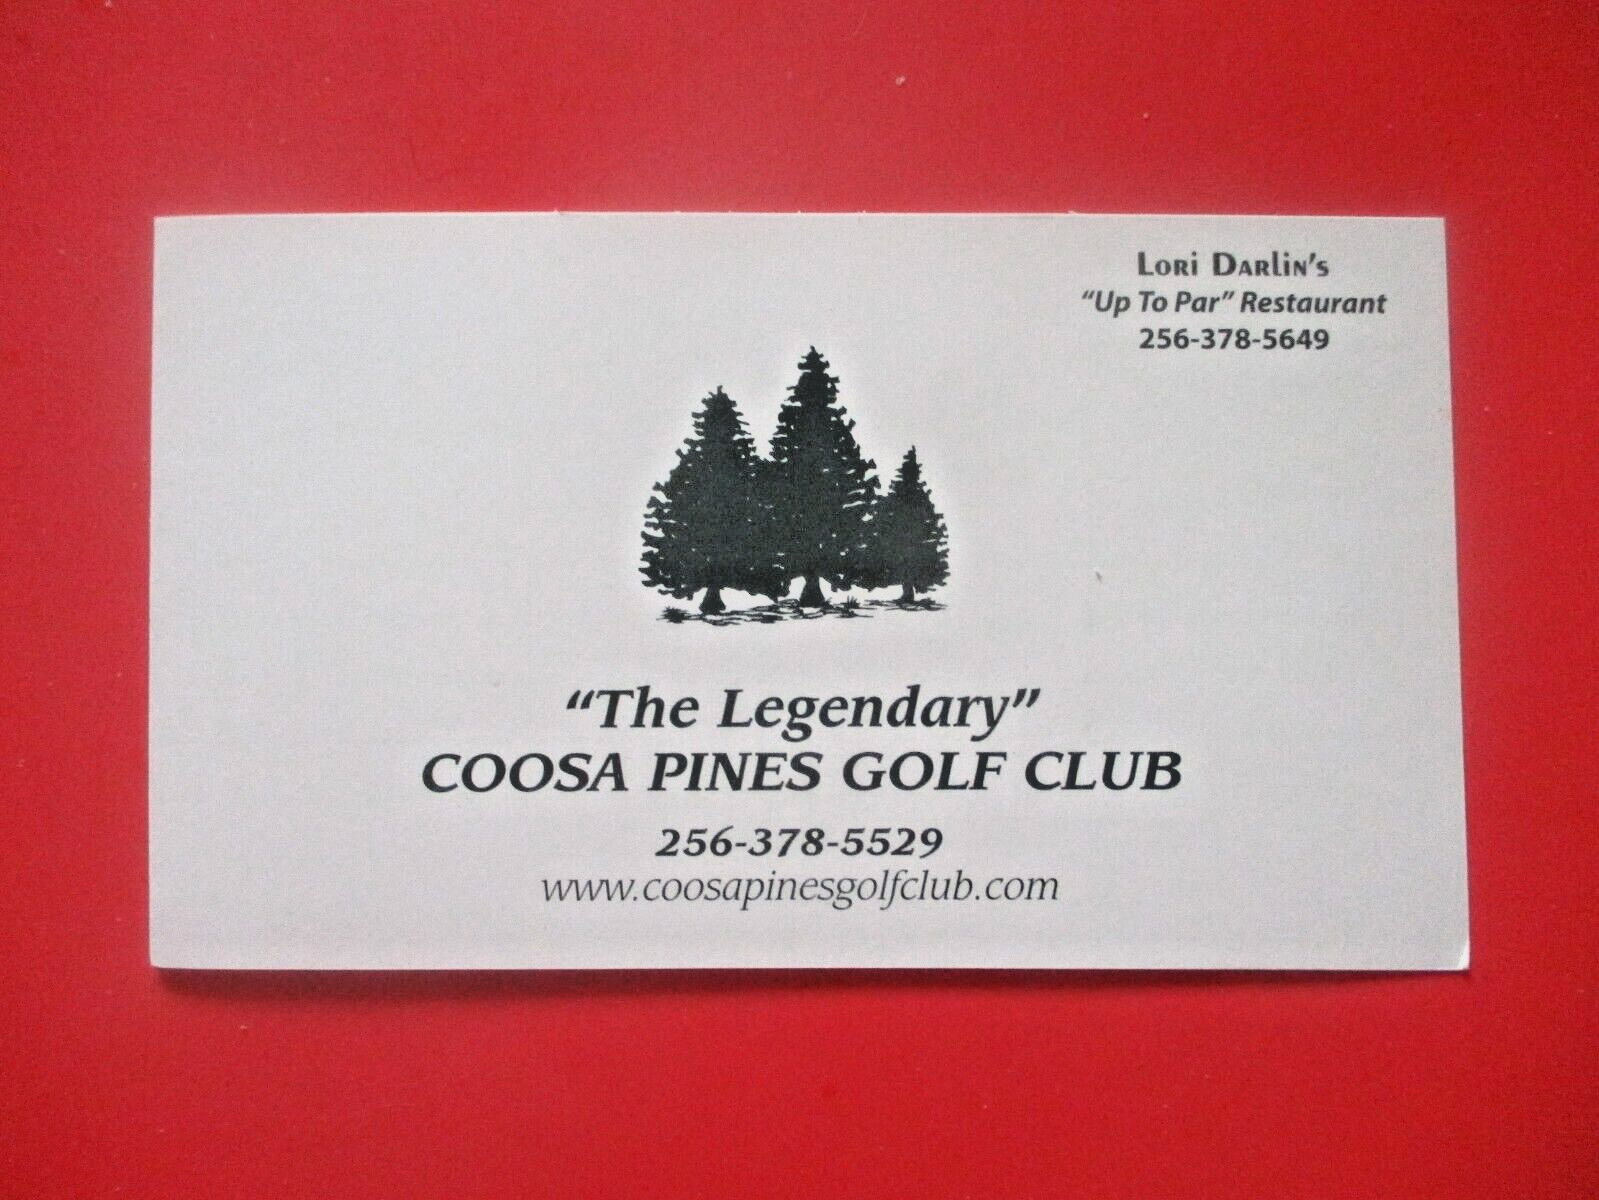 Lori Darlin's
"Up To Par" Restaurant
256-378-5649
"The Legendary"
COOSA PINES GOLF CLUB
256-378-5529
www.coosapinesgolfclub.com